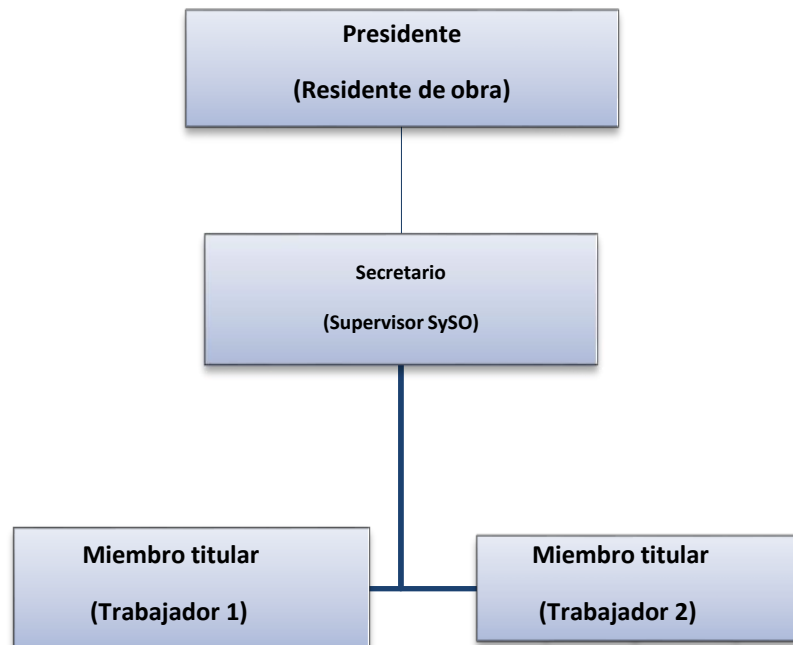 Presidente
(Residente de obra)
Secretario
(Supervisor SySO)
Miembro titular
(Trabajador 1)
Miembro titular
(Trabajador 2)